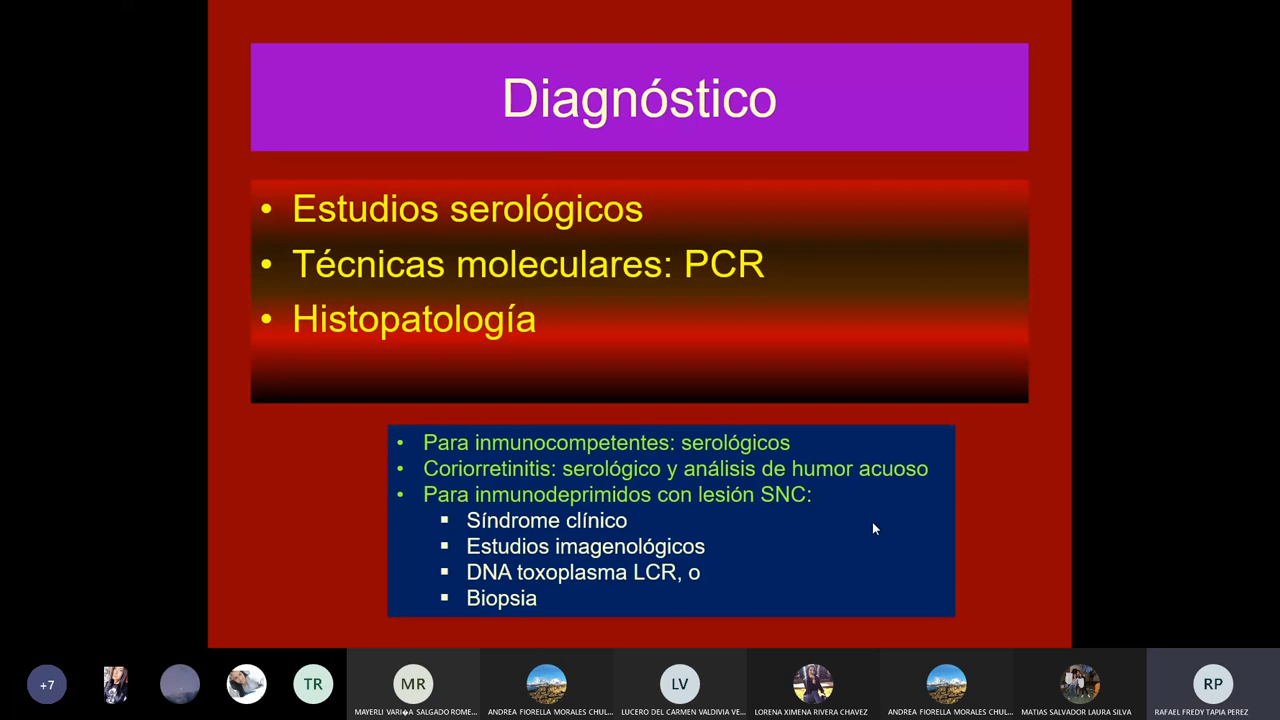 Diagnóstico
• Estudios serológicos
• Técnicas moleculares: PCR
• Histopatología
• Para inmunocompetentes: serológicos
• Coriorretinitis: serológico y análisis de humor acuoso
• Para inmunodeprimidos con lesión SNC:
▪ Síndrome clínico
▪ Estudios imagenológicos
▪ DNA toxoplasma LCR, o
▪ Biopsia
+7
TR
MR
LV
RP
MAYERLI VARI�A SALGADO ROME...
ANDREA FIORELLA MORALES CHUL...
LUCERO DEL CARMEN VALDIVIA VE...
LORENA XIMENA RIVERA CHAVEZ
ANDREA FIORELLA MORALES CHUL...
MATIAS SALVADOR LAURA SILVA
RAFAEL FREDY TAPIA PEREZ